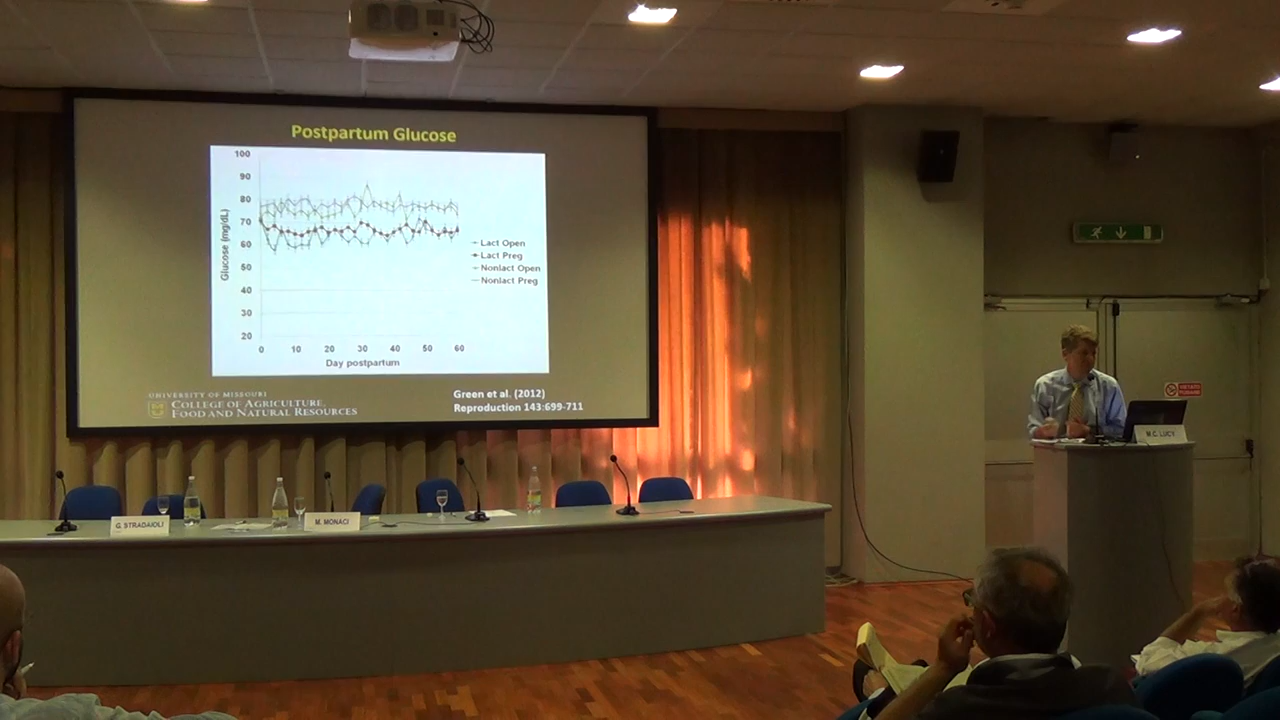 Postpartum Glucose
100
90
80
70
60
50
40
30
20
Glucose (mg/dL)
0 10 20 30 40 50 60
Day postpartum
Lact Open
Lact Preg
Nonlact Open
Nonlact Preg
UNIVERSITY OF MISSOURI
COLLEGE OF AGRICULTURE,
FOOD AND NATURAL RESOURCES
Green et al. (2012)
Reproduction 143:699-711
G. STRADAIOLI
M. MONACI
M.C. LUCY
VIETATO
FUMARE